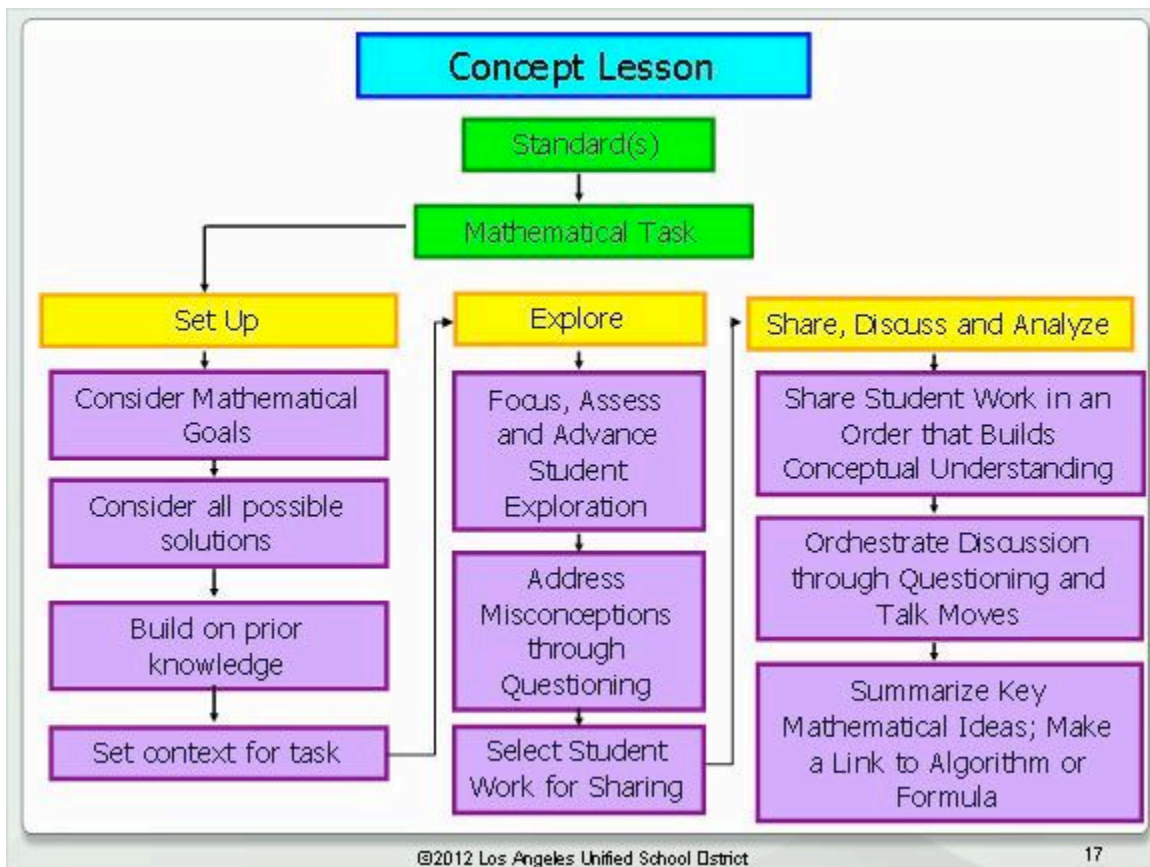 Concept Lesson
Standard(s)
Mathematical Task
Set Up
Consider Mathematical
Goals
Consider all possible
solutions
Build on prior
knowledge
Set context for task
Explore
Focus, Assess
and Advance
Student
Exploration
Address
Misconceptions
through
Questioning
Select Student
Work for Sharing
Share, Discuss and Analyze
Share Student Work in an
Order that Builds
Conceptual Understanding
Orchestrate Discussion
through Questioning and
Talk Moves
Summarize Key
Mathematical Ideas; Make
a Link to Algorithm or
Formula
©2012 Los Angeles Unified School District
17